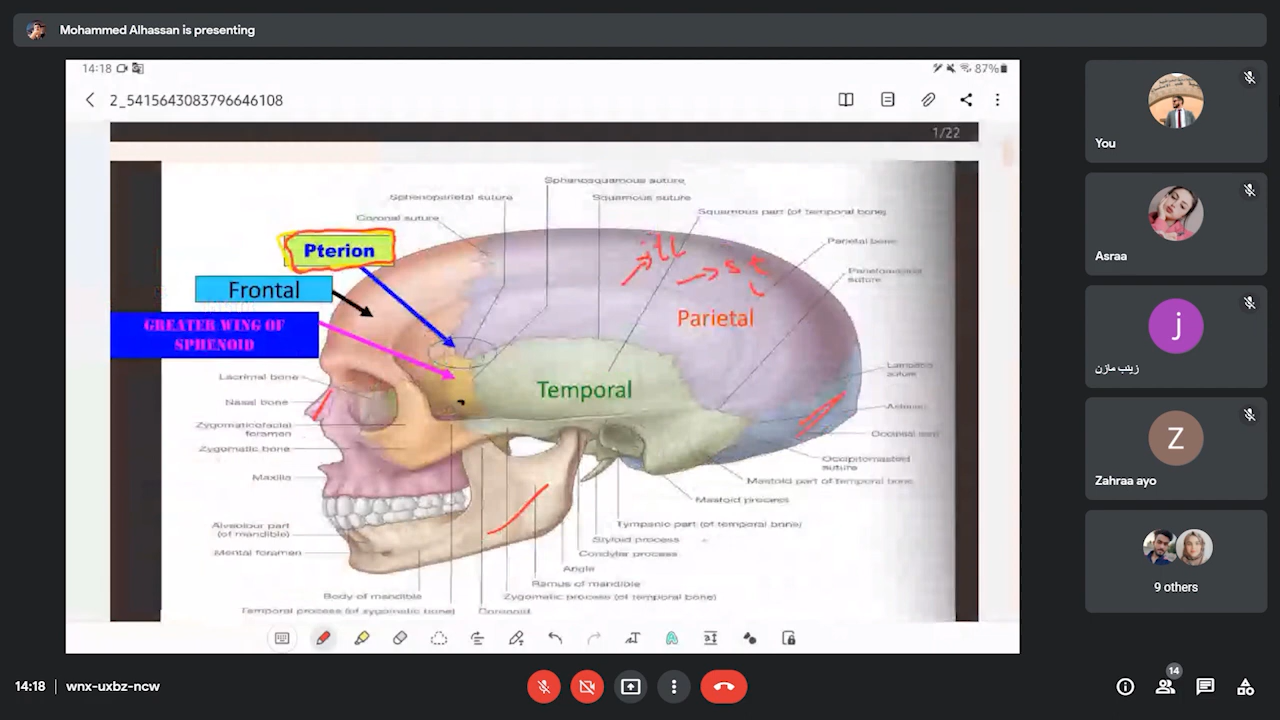 Mohammed Alhassan is presenting
14:18
87%
2_5415643083796646108
1/22
Sphenosquamous suture
Sphenoparietal suture
Squamous suture
Coronal suture
Squamous part (of temporal bone)
Pterion
Parietal bone
Frontal
Parietomastoid
suture
Parietal
GREATER WING OF
SPHENOID
Lacrimal bone
Lambdoid
suture
Temporal
Nasal bone
Asterion
Zygomaticofacial
foramen
Occipital bone
Zygomatic bone
Occipitomastoid
suture
Maxilla
Mastoid part of temporal bone
Mastoid process
Alveolour part
(of mandible)
Tympanic part (of temporal bone)
Styloid process
Mental foramen
Condylar process
Angle
Ramus of mandible
Body of mandible
Zygomatic process (of temporal bone)
Temporal process (of zygomatic bone)
Coronoid
You
Asraa
زينب مازن
j
Z
Zahraa ayo
9 others
14:18
wnx-uxbz-ncw
14